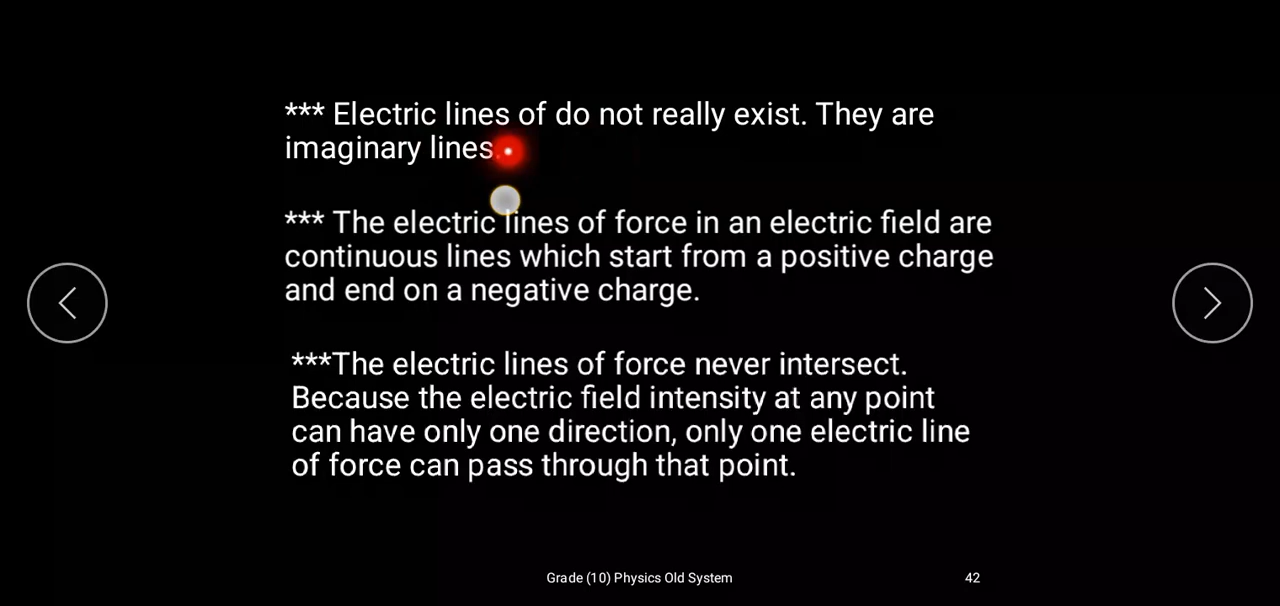 *** Electric lines of do not really exist. They are
imaginary lines.
*** The electric lines of force in an electric field are
continuous lines which start from a positive charge
and end on a negative charge.
***The electric lines of force never intersect.
Because the electric field intensity at any point
can have only one direction, only one electric line
of force can pass through that point.
Grade (10) Physics Old System
42